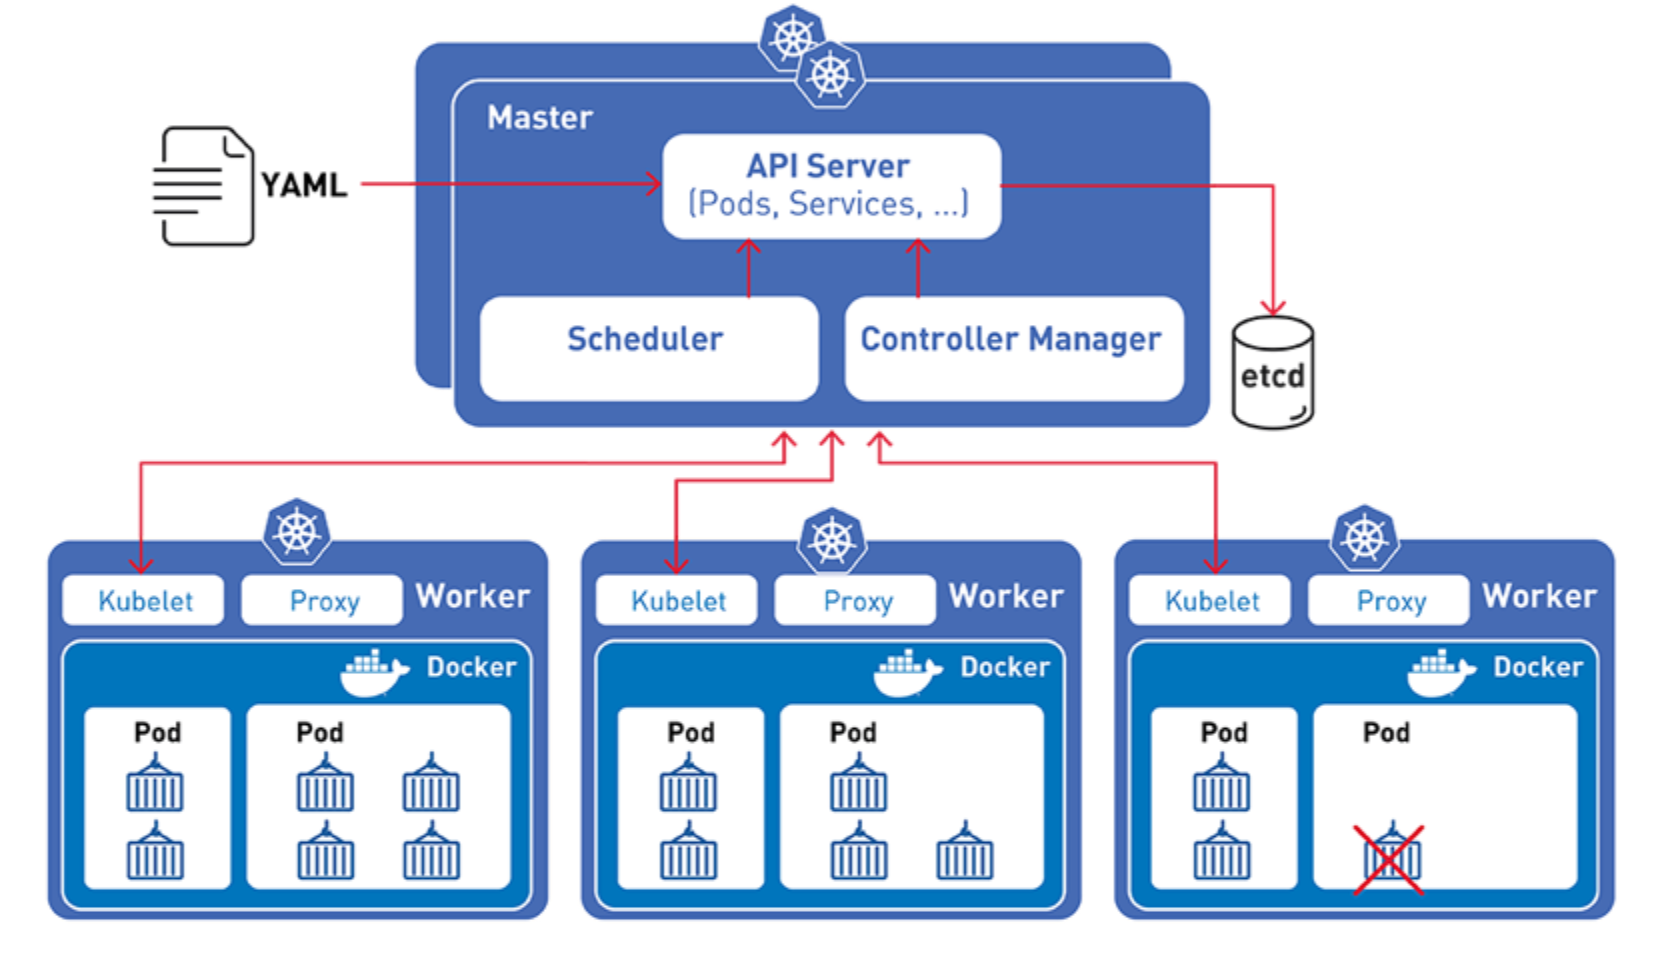 Master
API Server
(Pods, Services, ...)
YAML
Scheduler
Controller Manager
etcd
Kubelet
Proxy
Worker
Docker
Pod
Pod
Kubelet
Proxy
Worker
Docker
Pod
Pod
Kubelet
Proxy
Worker
Docker
Pod
Pod